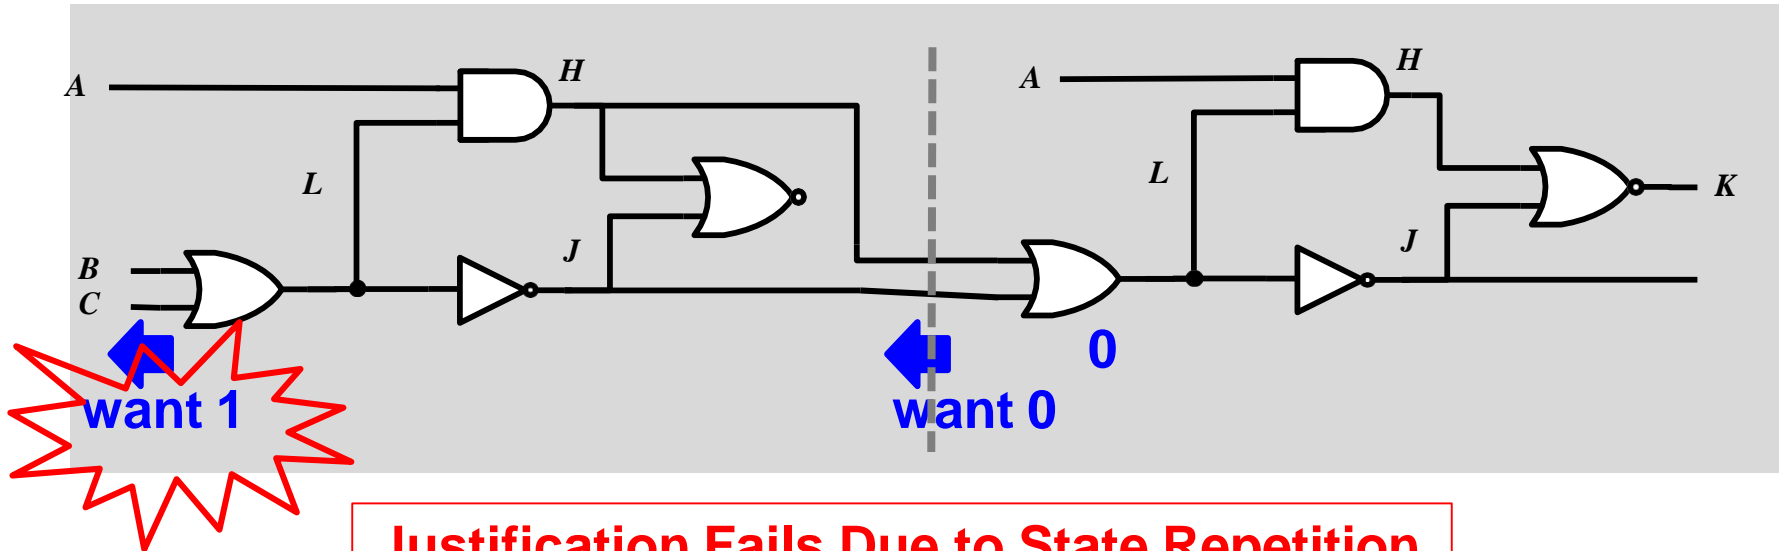 A
H
A
H
L
L
K
B
J
J
C
0
want 1
want 0
Justification Fails Due to State Repetition